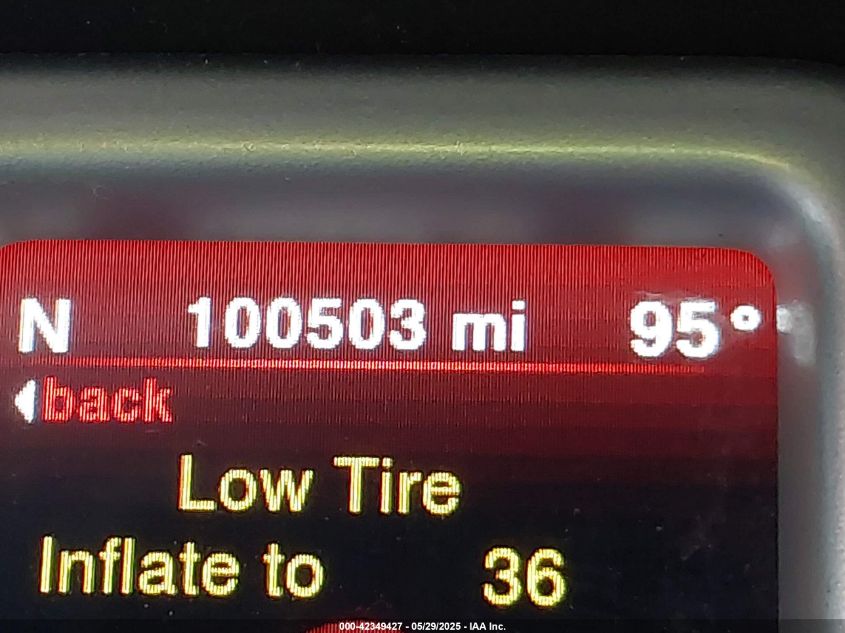 N 100503 mi 95°
back
Low Tire
Inflate to 36
000-42349427 - 05/29/2025 - IAA Inc.